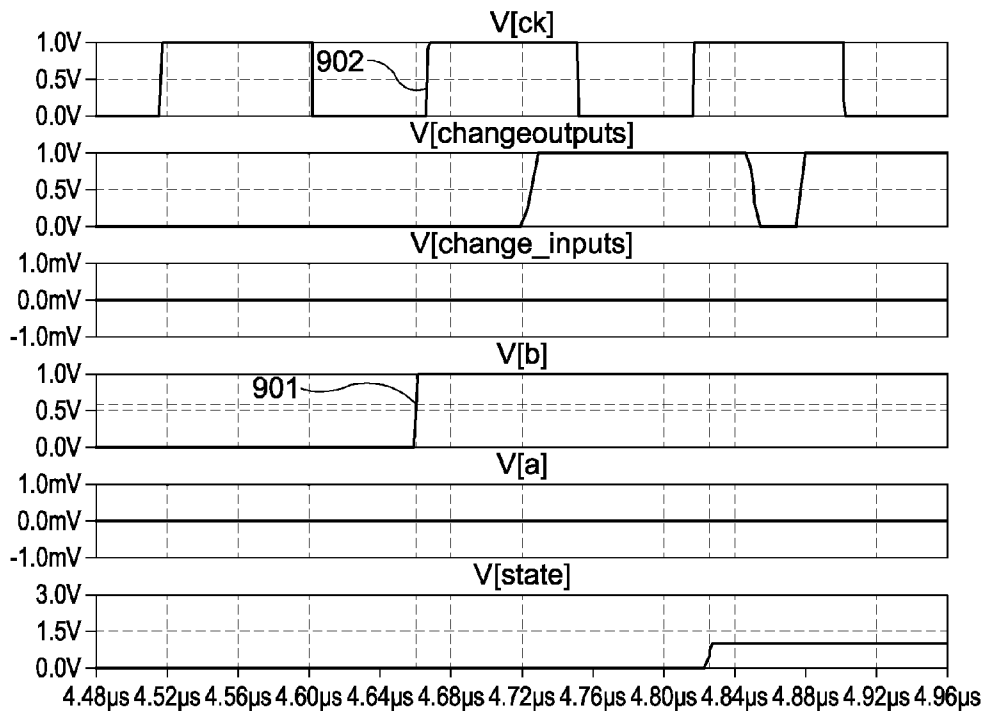 V[ck]
1.0V
902
0.5V
0.0V
V[changeoutputs]
1.0V
0.5V
0.0V
V[change_inputs]
1.0mV
0.0mV
-1.0mV
V[b]
1.0V
901
0.5V
0.0V
V[a]
1.0mV
0.0mV
-1.0mV
V[state]
3.0V
1.5V
0.0V
4.48µs 4.52µs 4.56µs 4.60µs 4.64µs 4.68µs 4.72µs 4.76µs 4.80µs 4.84µs 4.88µs 4.92µs 4.96µs